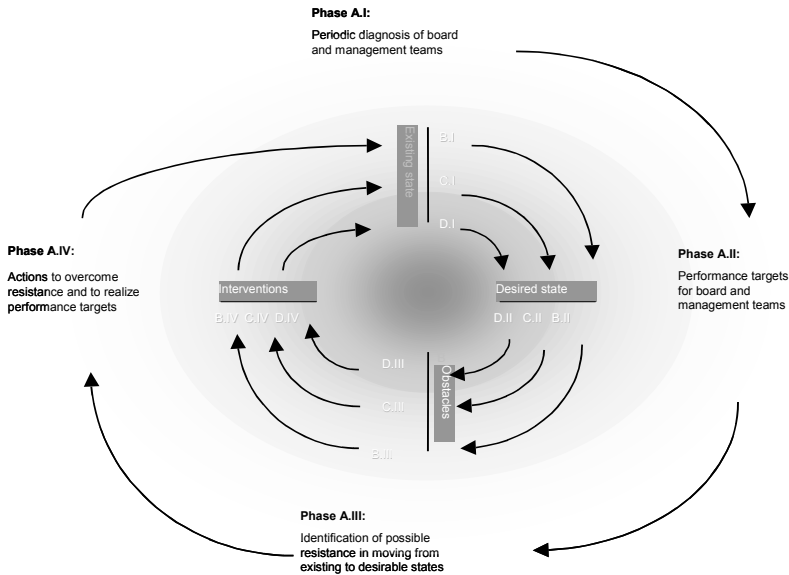 Phase A.I:
Periodic diagnosis of board
and management teams
Existing state
B.I
C.I
D.I
Phase A.II:
Performance targets
for board and
management teams
Desired state
D.II C.II B.II
Phase A.IV:
Actions to overcome
resistance and to realize
performance targets
Interventions
B.IV C.IV D.IV
Obstacles
D.III
C.III
B.III
Phase A.III:
Identification of possible
resistance in moving from
existing to desirable states